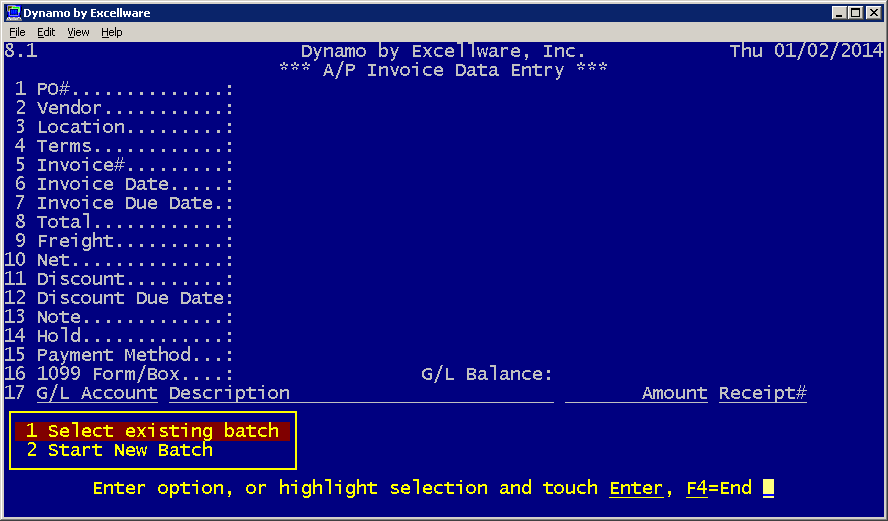 Dynamo by Excellware
File Edit View Help
8.1 Dynamo by Excellware, Inc. Thu 01/02/2014
*** A/P Invoice Data Entry ***
1 PO#..............:
2 Vendor...........:
3 Location.........:
4 Terms............:
5 Invoice#.........:
6 Invoice Date.....:
7 Invoice Due Date.:
8 Total............:
9 Freight..........:
10 Net..............:
11 Discount.........:
12 Discount Due Date:
13 Note.............:
14 Hold.............:
15 Payment Method...:
16 1099 Form/Box....: G/L Balance:
17 G/L Account Description Amount Receipt#
1 Select existing batch
2 Start New Batch
Enter option, or highlight selection and touch Enter, F4=End